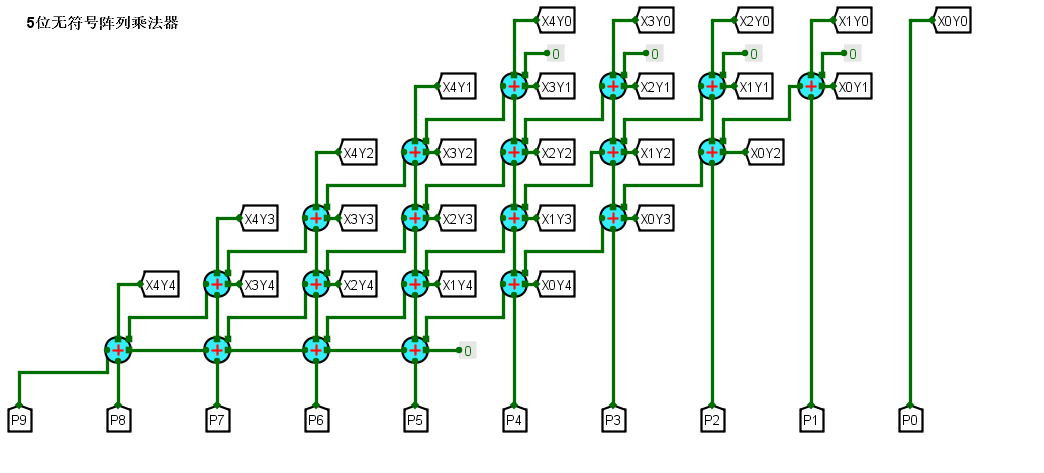 5位无符号阵列乘法器
X4Y0 X3Y0 X2Y0 X1Y0 X0Y0
0 0 0 0
X4Y1 X3Y1 X2Y1 X1Y1 X0Y1
X4Y2 X3Y2 X2Y2 X1Y2 X0Y2
X4Y3 X3Y3 X2Y3 X1Y3 X0Y3
X4Y4 X3Y4 X2Y4 X1Y4 X0Y4
0
P9 P8 P7 P6 P5 P4 P3 P2 P1 P0